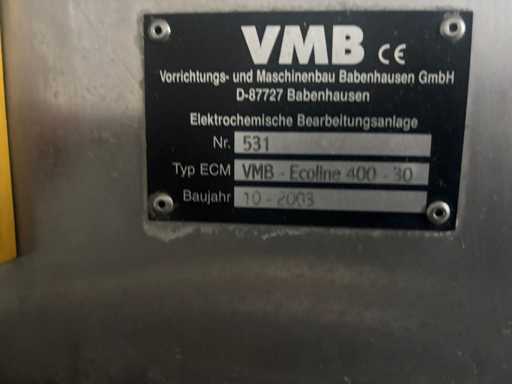 VMB CE
Vorrichtungs- und Maschinenbau Babenhausen GmbH
D-87727 Babenhausen
Elektrochemische Bearbeitungsanlage
Nr. 531
Typ ECM VMB - Ecoline 400 - 30
Baujahr 10 - 2003